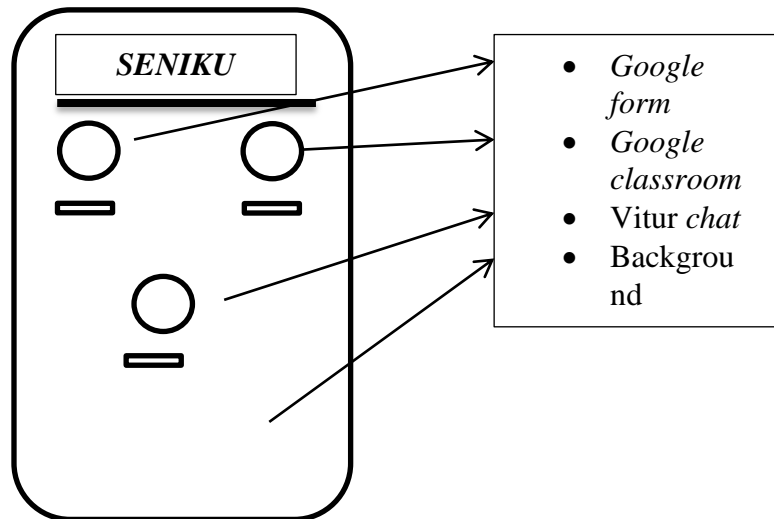 SENIKU
• Google
form
• Google
classroom
• Vitur chat
• Backgrou
nd